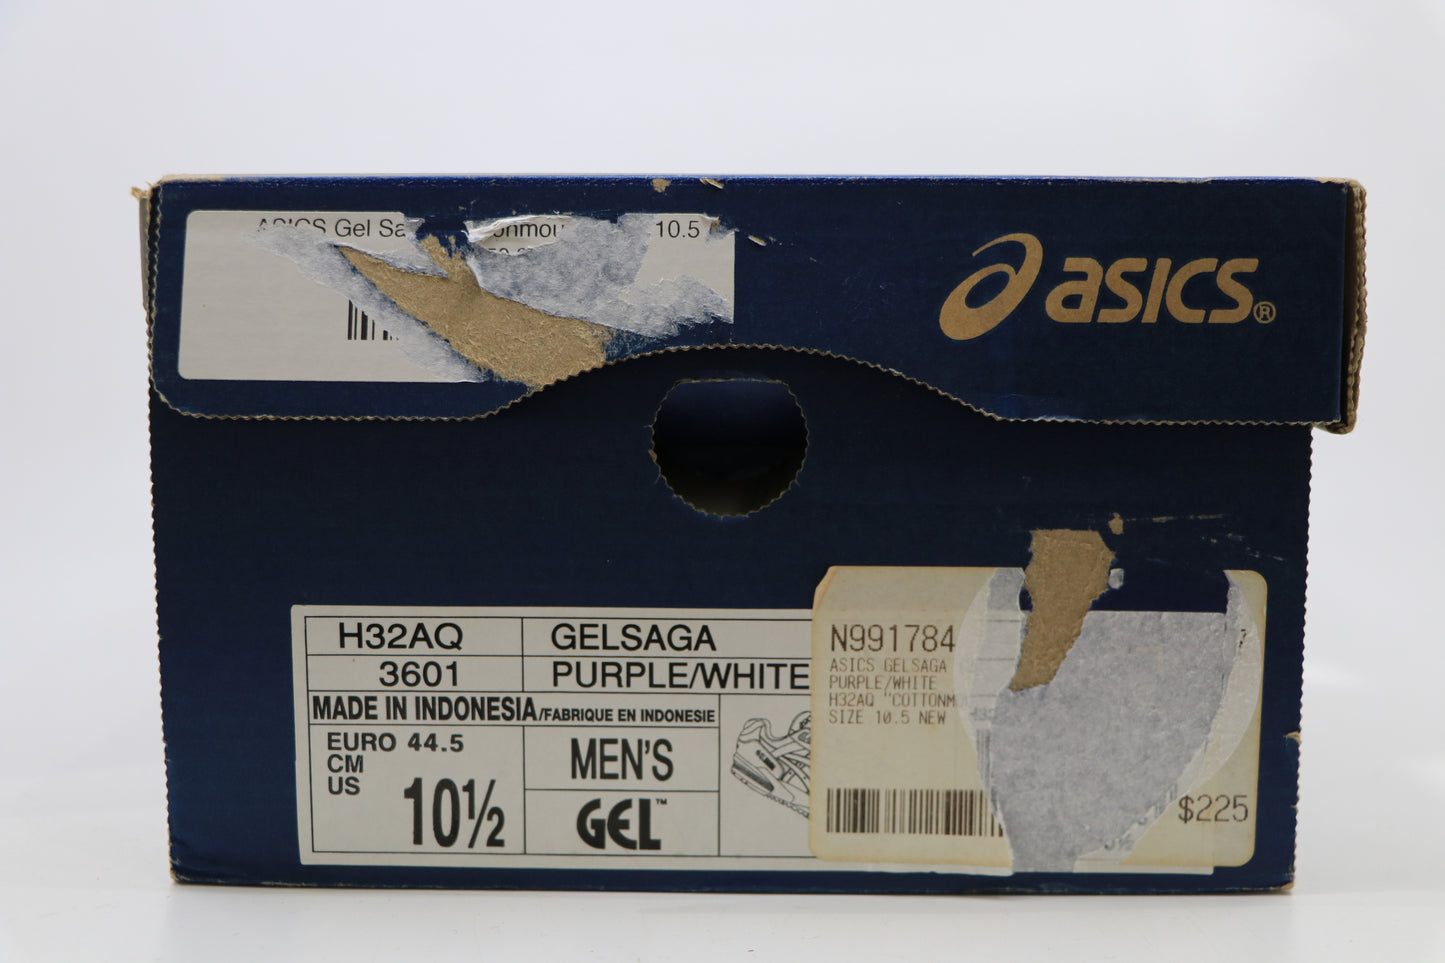 ASICS Gel Sa onmou 10.5
asics®
H32AQ GELSAGA
3601 PURPLE/WHITE
MADE IN INDONESIA/FABRIQUE EN INDONESIE
EURO 44.5
CM
US 10½
MEN'S
GEL™
N991784
ASICS GELSAGA
PURPLE/WHITE
H32AQ "COTTONM
SIZE 10.5 NEW
$225